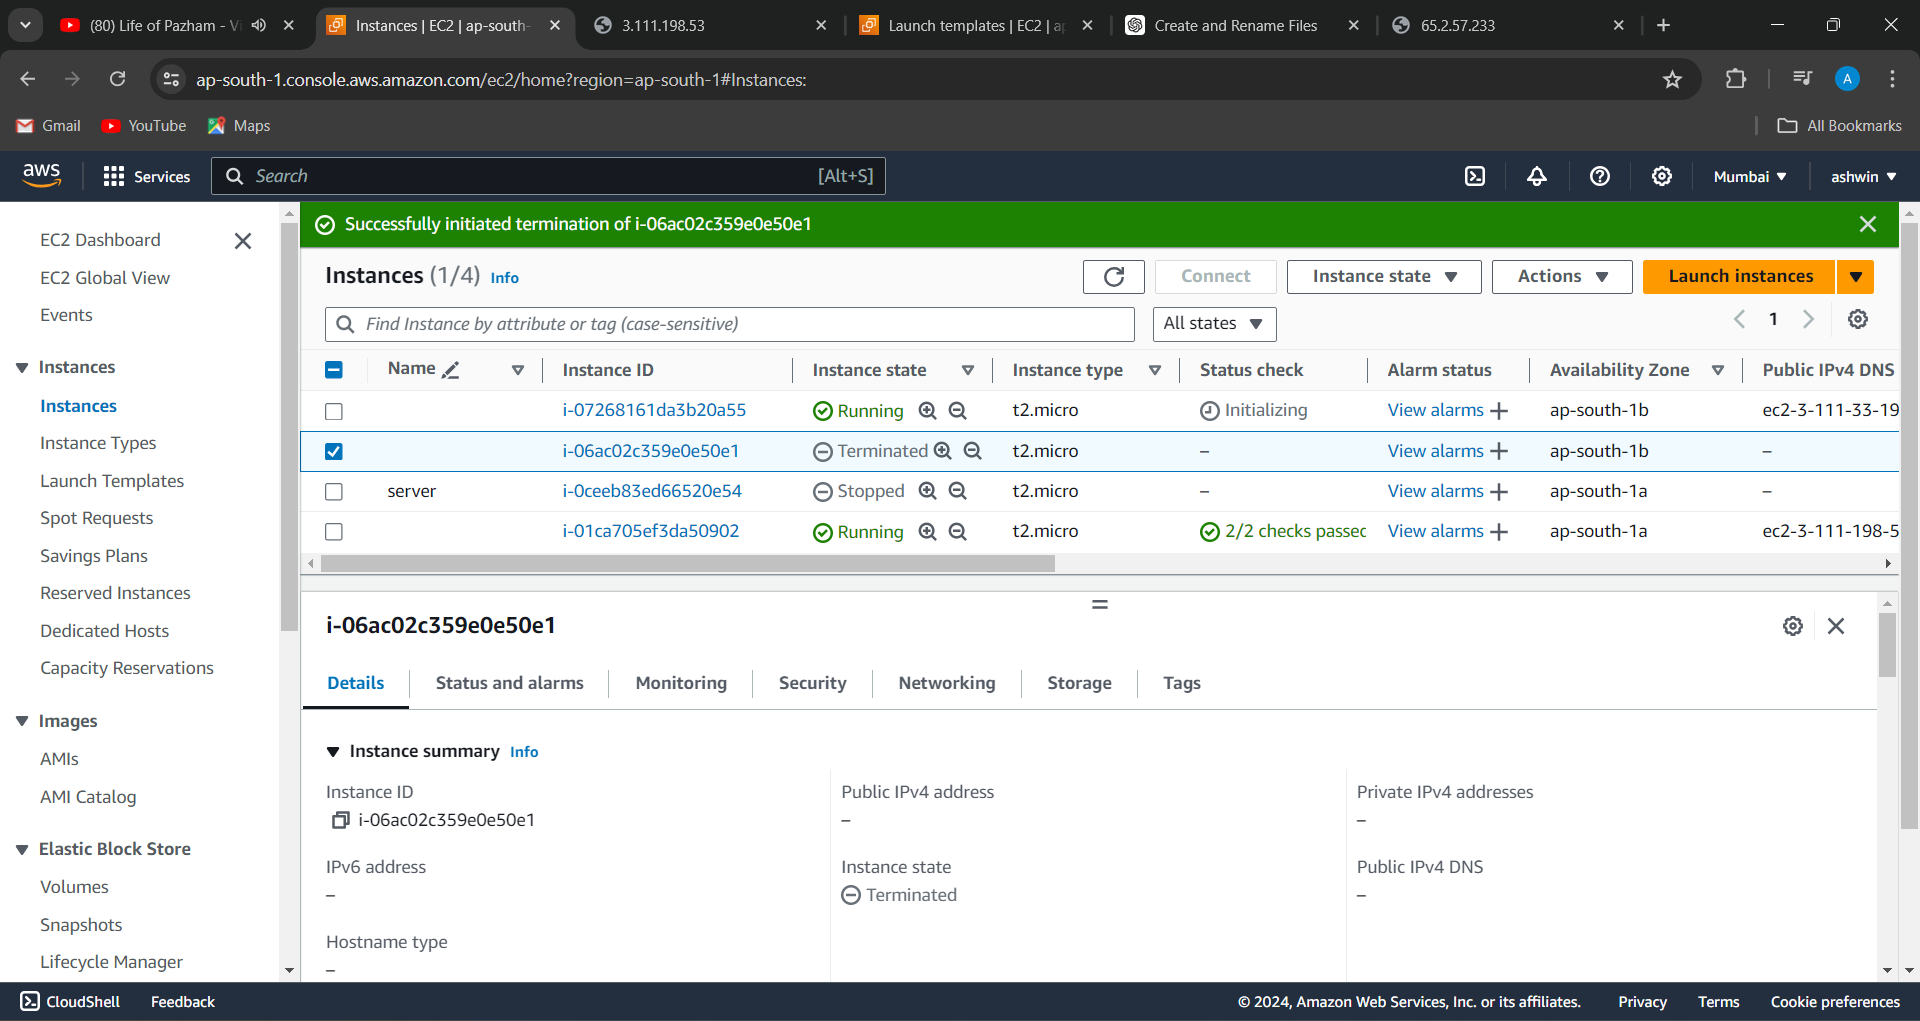 (80) Life of Pazham - Vi
Instances | EC2 | ap-south-
3.111.198.53
Launch templates | EC2 | ap
Create and Rename Files
65.2.57.233
ap-south-1.console.aws.amazon.com/ec2/home?region=ap-south-1#Instances:
A
Gmail
YouTube
Maps
All Bookmarks
aws
Services
Search
[Alt+S]
Mumbai
ashwin
EC2 Dashboard
EC2 Global View
Events
Instances
Instances
Instance Types
Launch Templates
Spot Requests
Savings Plans
Reserved Instances
Dedicated Hosts
Capacity Reservations
Images
AMIs
AMI Catalog
Elastic Block Store
Volumes
Snapshots
Lifecycle Manager
Successfully initiated termination of i-06ac02c359e0e50e1
Instances (1/4) Info
Connect
Instance state
Actions
Launch instances
Find Instance by attribute or tag (case-sensitive)
All states
1
Name Instance ID Instance state Instance type Status check Alarm status Availability Zone Public IPv4 DNS
i-07268161da3b20a55 Running t2.micro Initializing View alarms + ap-south-1b ec2-3-111-33-19
i-06ac02c359e0e50e1 Terminated t2.micro – View alarms + ap-south-1b –
server i-0ceeb83ed66520e54 Stopped t2.micro – View alarms + ap-south-1a –
i-01ca705ef3da50902 Running t2.micro 2/2 checks passed View alarms + ap-south-1a ec2-3-111-198-5
i-06ac02c359e0e50e1
Details
Status and alarms
Monitoring
Security
Networking
Storage
Tags
Instance summary Info
Instance ID
i-06ac02c359e0e50e1
Public IPv4 address
–
Private IPv4 addresses
–
IPv6 address
–
Instance state
Terminated
Public IPv4 DNS
–
Hostname type
–
CloudShell
Feedback
© 2024, Amazon Web Services, Inc. or its affiliates.
Privacy
Terms
Cookie preferences